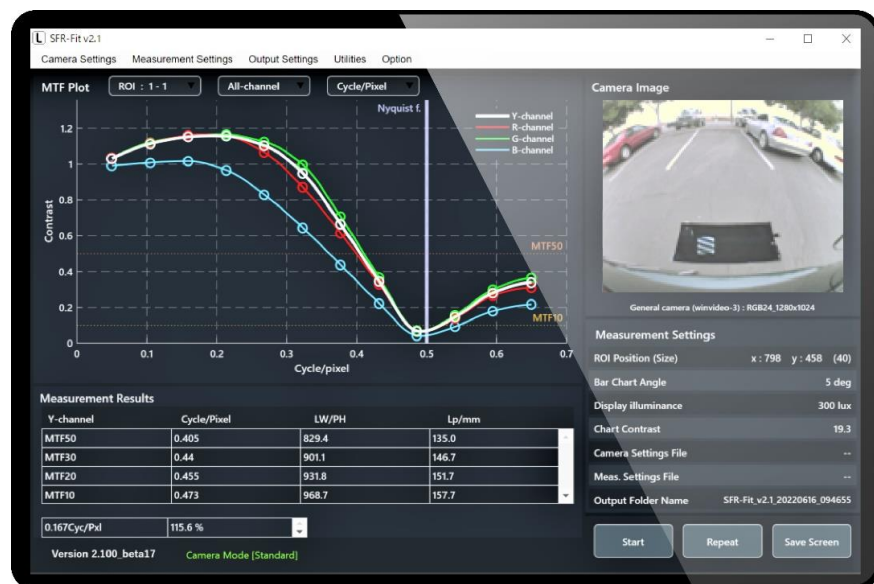 L SFR-Fit v2.1
Camera Settings Measurement Settings Output Settings Utilities Option
MTF Plot ROI : 1 - 1 All-channel Cycle/Pixel
Nyquist f.
Y-channel
R-channel
G-channel
B-channel
1.2
1
0.8
0.6
0.4
0.2
0
Contrast
MTF50
MTF10
0 0.1 0.2 0.3 0.4 0.5 0.6 0.7
Cycle/pixel
Measurement Results
Y-channel Cycle/Pixel LW/PH Lp/mm
MTF50 0.405 829.4 135.0
MTF30 0.44 901.1 146.7
MTF20 0.455 931.8 151.7
MTF10 0.473 968.7 157.7
0.167Cyc/Pxl 115.6 %
Version 2.100_beta17 Camera Mode [Standard]
Camera Image
General camera (winvideo-3) : RGB24_1280x1024
Measurement Settings
ROI Position (Size) x : 798 y : 458 (40)
Bar Chart Angle 5 deg
Display illuminance 300 lux
Chart Contrast 19.3
Camera Settings File --
Meas. Settings File --
Output Folder Name SFR-Fit_v2.1_20220616_094655
Start Repeat Save Screen